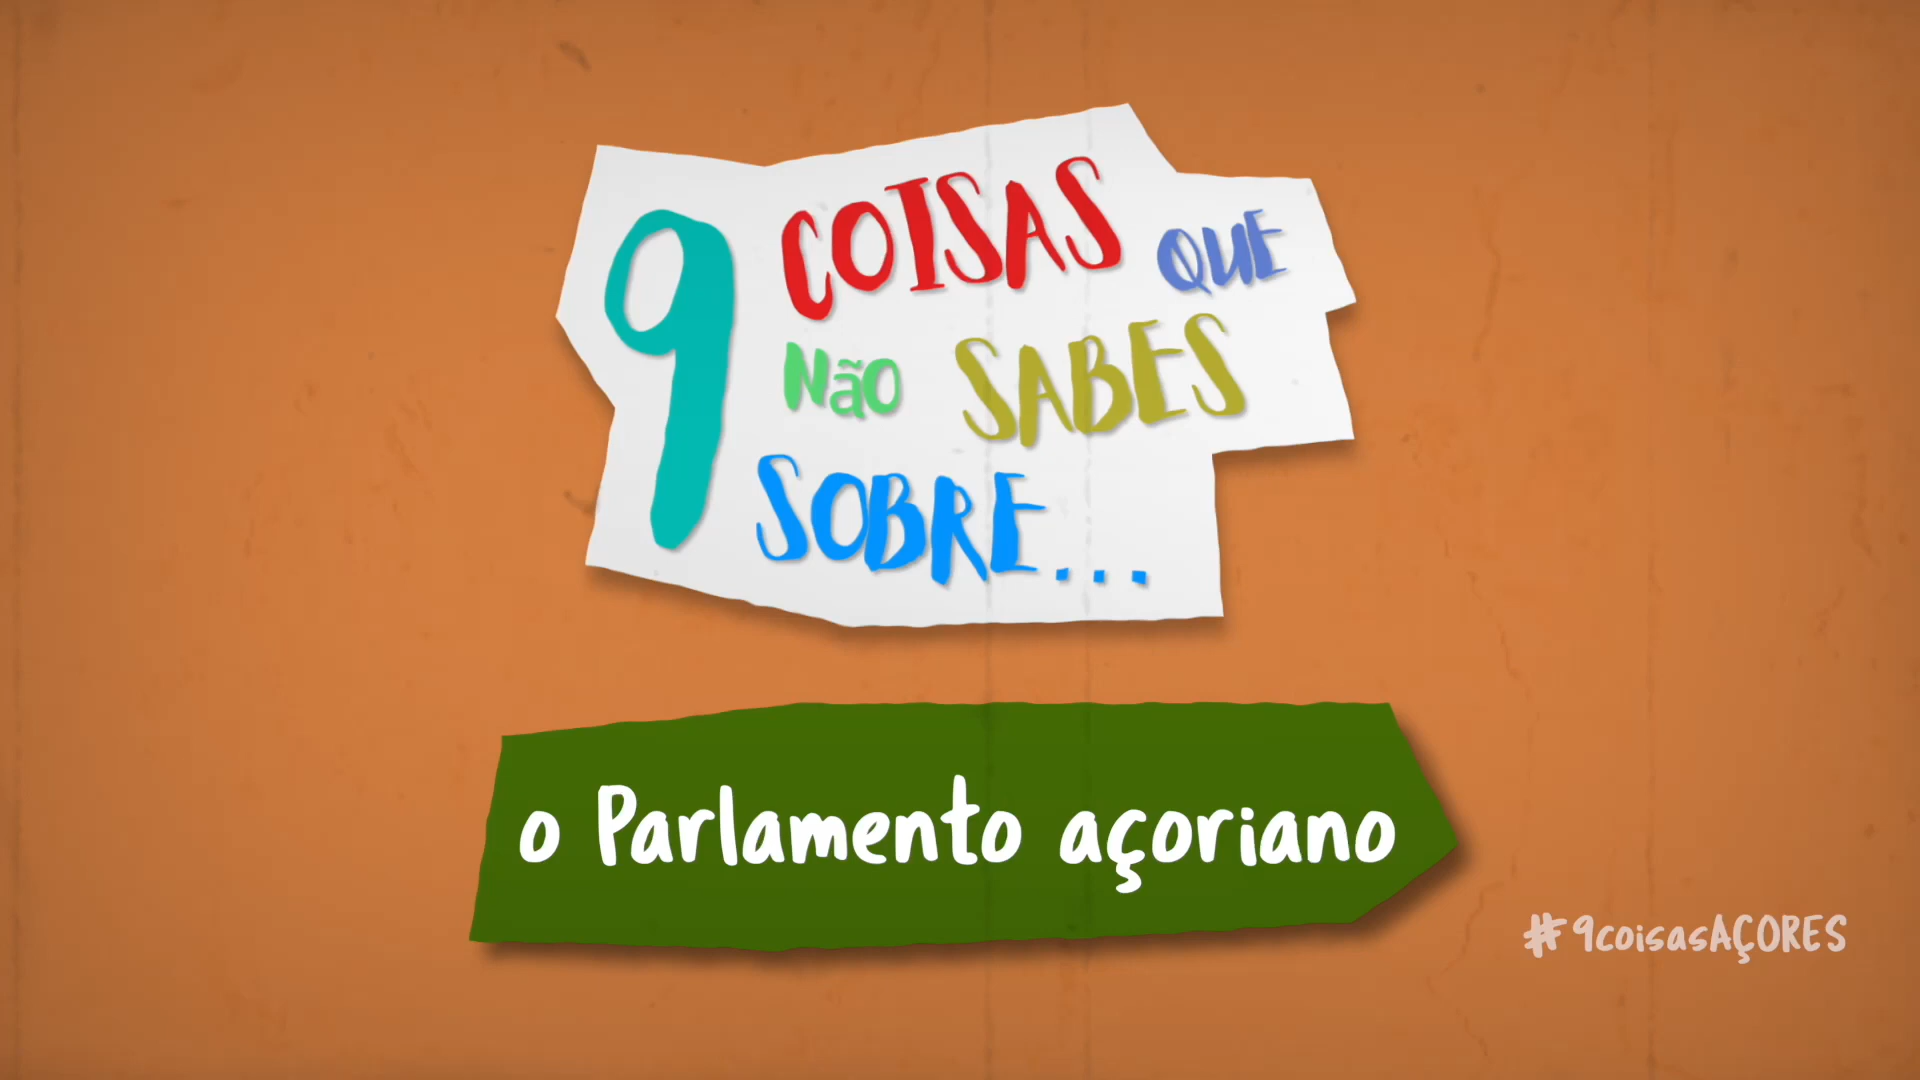 9 COISAS QUE
Não SABES
SOBRE...
o Parlamento açoriano
#9coisasAÇORES